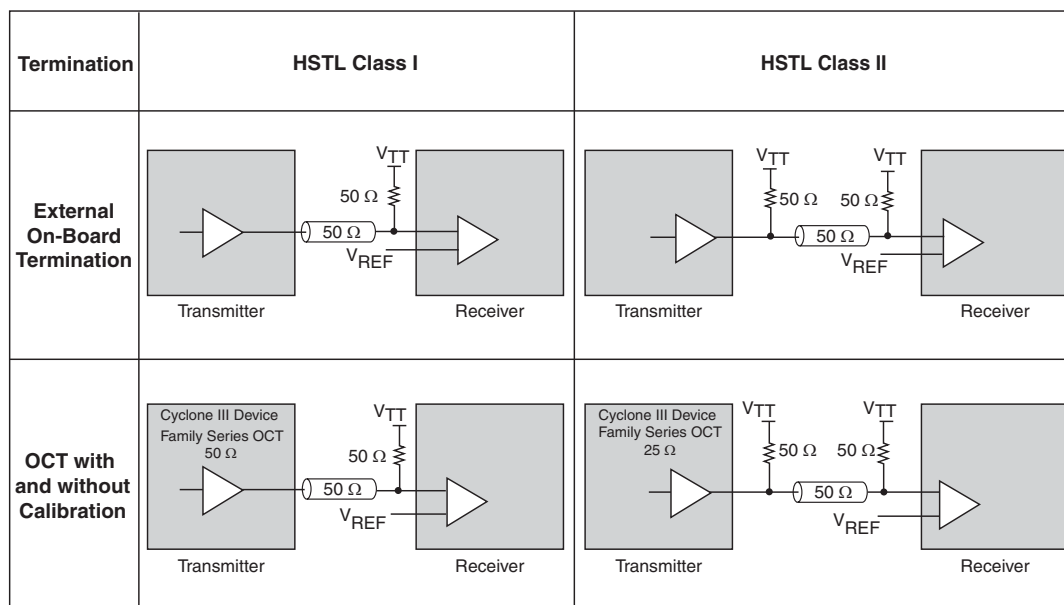 Termination
HSTL Class I
HSTL Class II
External
On-Board
Termination
VTT
50 Ω
50 Ω
VREF
Transmitter
Receiver
VTT
VTT
50 Ω
50 Ω
50 Ω
VREF
Transmitter
Receiver
OCT with
and without
Calibration
Cyclone III Device
Family Series OCT
50 Ω
VTT
50 Ω
50 Ω
VREF
Transmitter
Receiver
Cyclone III Device
Family Series OCT
25 Ω
VTT
VTT
50 Ω
50 Ω
50 Ω
VREF
Transmitter
Receiver